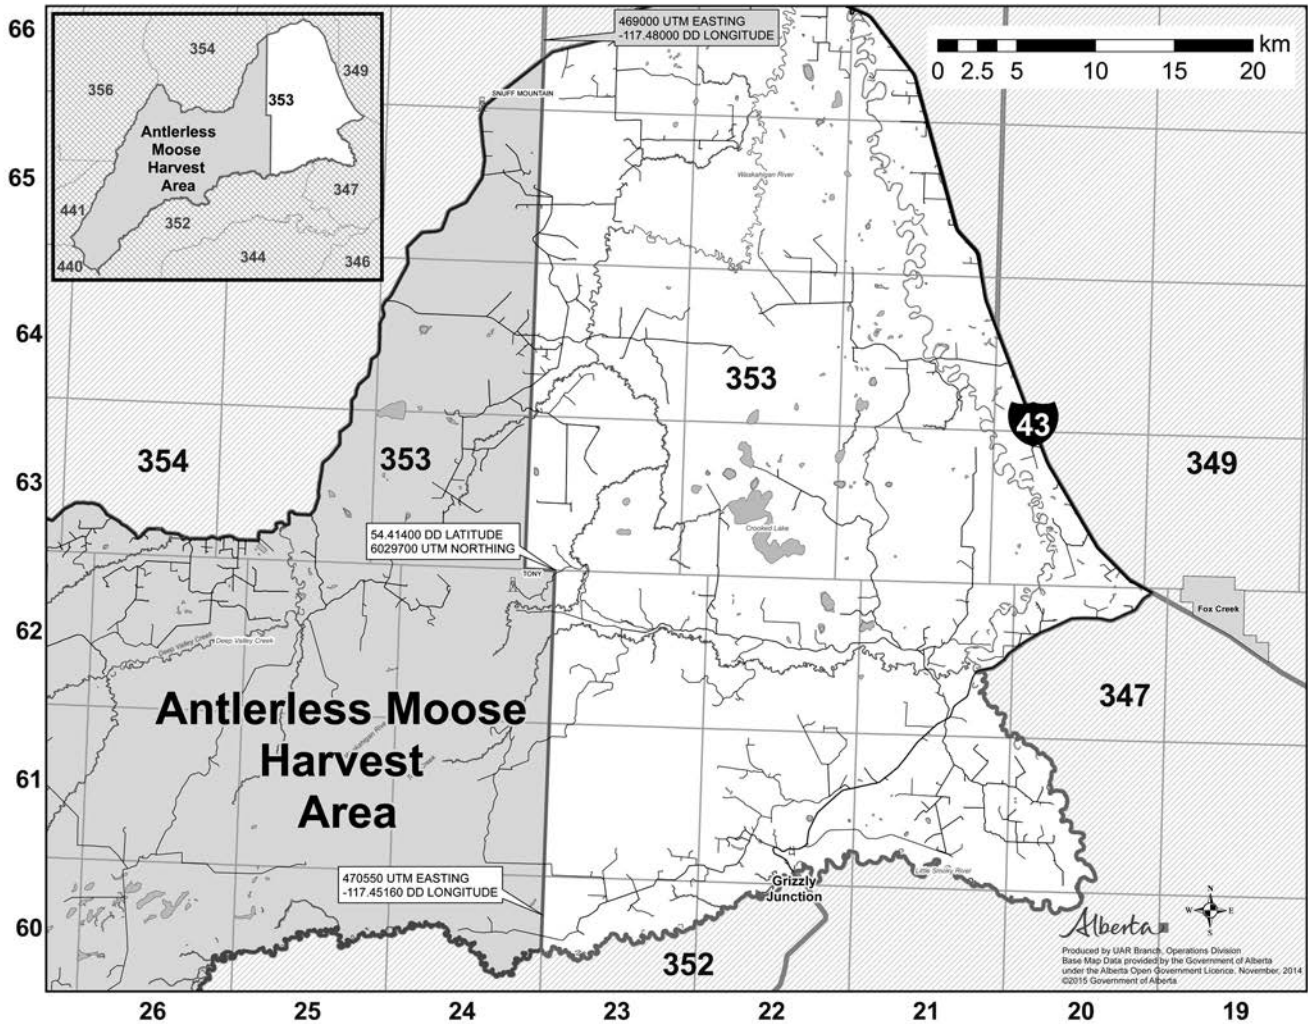 66
65
64
63
62
61
60
26
25
24
23
22
21
20
19
354
356
349
353
Antlerless
Moose
Harvest
Area
441
352
347
344
440
346
469000 UTM EASTING
-117.48000 DD LONGITUDE
km
0 2.5 5 10 15 20
SNUFF MOUNTAIN
Waskahigan River
353
43
354
353
349
54.41400 DD LATITUDE
6029700 UTM NORTHING
TONY
Crooked Lake
Fox Creek
Deep Valley Creek
Deep Valley Creek
347
Antlerless Moose
Harvest
Area
470550 UTM EASTING
-117.45160 DD LONGITUDE
Grizzly
Junction
Little Smoky River
352
N
W E
S
Alberta
Produced by UAR Branch, Operations Division
Base Map Data provided by the Government of Alberta
under the Alberta Open Government Licence. November, 2014
©2015 Government of Alberta